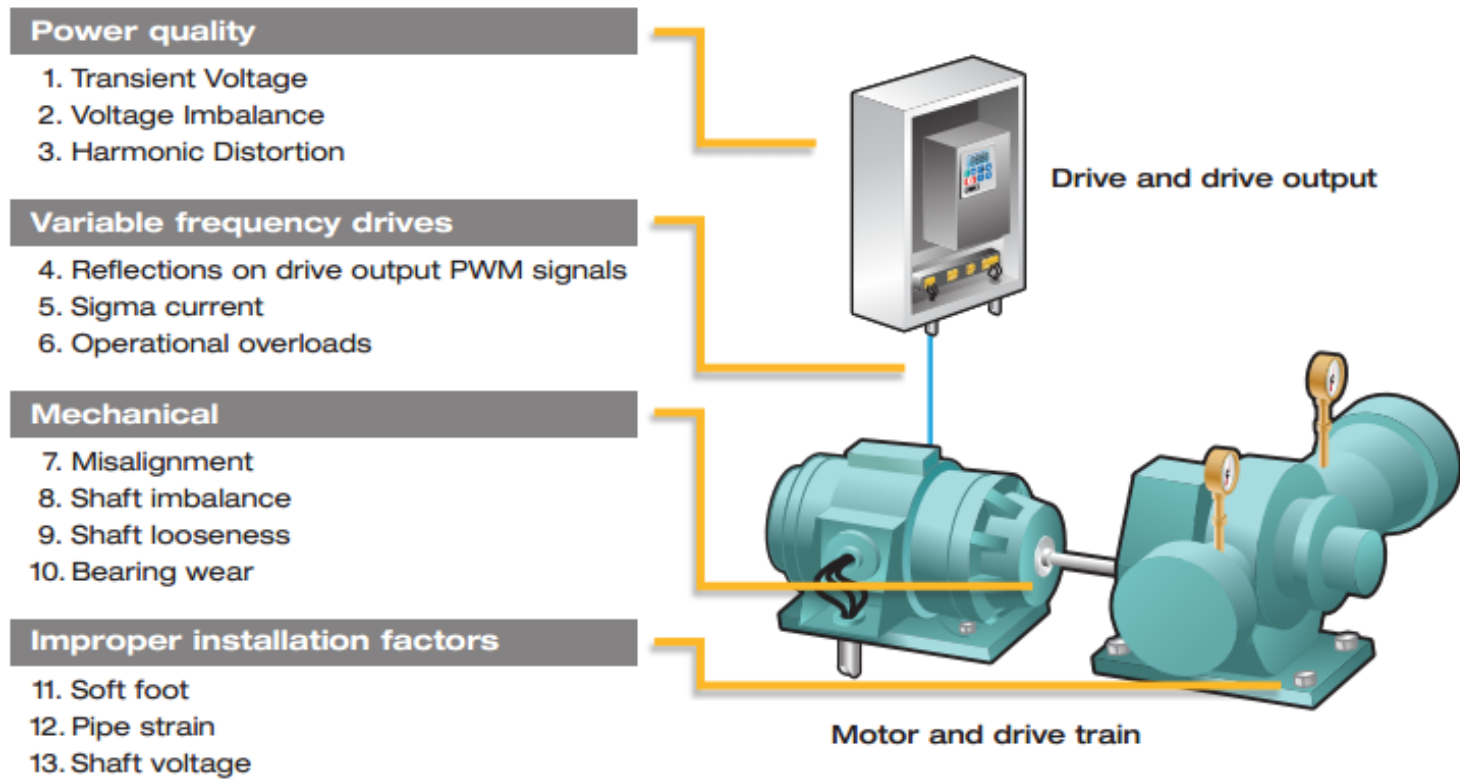 Power quality
1. Transient Voltage
2. Voltage Imbalance
3. Harmonic Distortion
Variable frequency drives
4. Reflections on drive output PWM signals
5. Sigma current
6. Operational overloads
Mechanical
7. Misalignment
8. Shaft imbalance
9. Shaft looseness
10. Bearing wear
Improper installation factors
11. Soft foot
12. Pipe strain
13. Shaft voltage
Drive and drive output
Motor and drive train